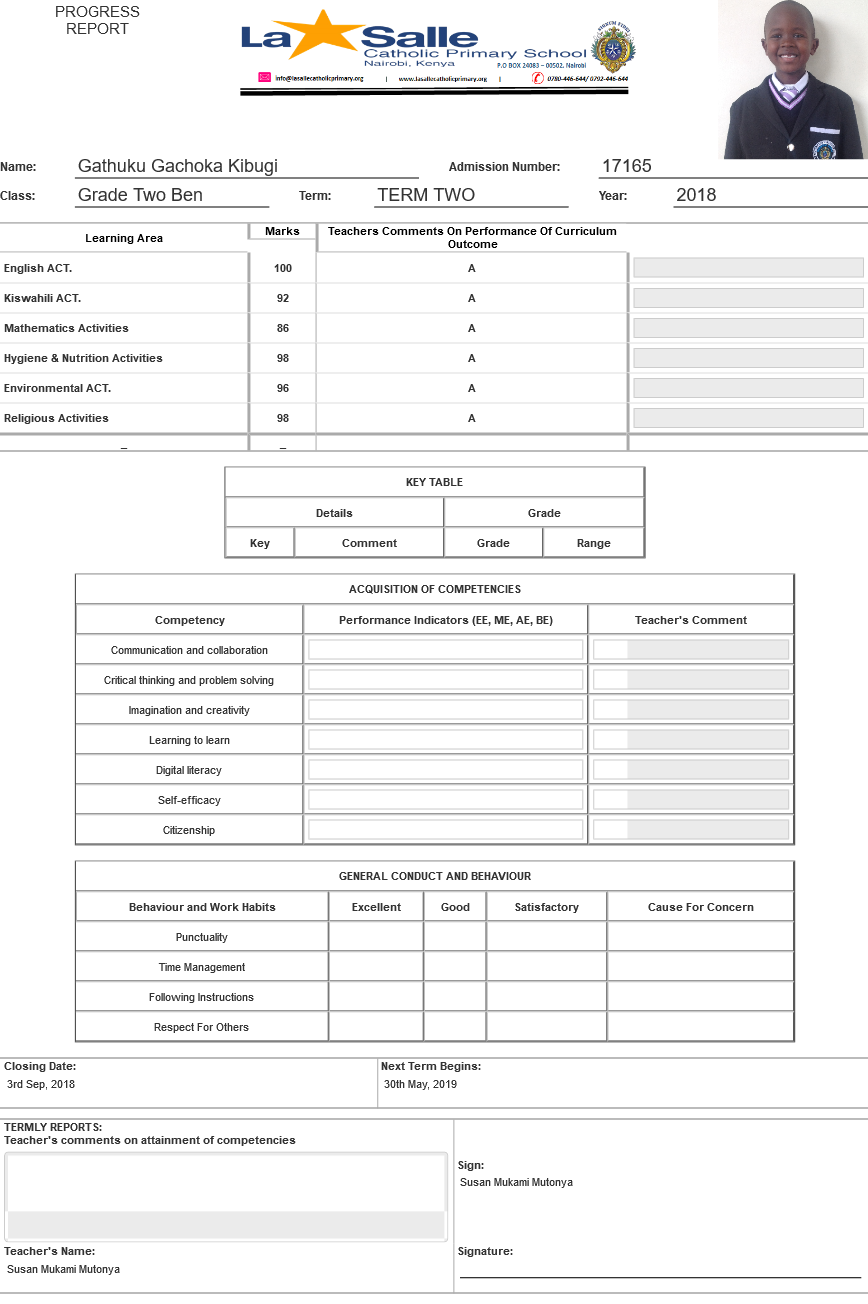 PROGRESS
REPORT
La Salle
Catholic Primary School
Nairobi, Kenya
P.O BOX 24083 – 00502, Nairobi
info@lasallecatholicprimary.org | www.lasallecatholicprimary.org | 0780-446-644/ 0792-446-644
Name: Gathuku Gachoka Kibugi Admission Number: 17165
Class: Grade Two Ben Term: TERM TWO Year: 2018
Learning Area Marks Teachers Comments On Performance Of Curriculum
Outcome
English ACT. 100 A
Kiswahili ACT. 92 A
Mathematics Activities 86 A
Hygiene & Nutrition Activities 98 A
Environmental ACT. 96 A
Religious Activities 98 A
_ _
KEY TABLE
Details Grade
Key Comment Grade Range
ACQUISITION OF COMPETENCIES
Competency Performance Indicators (EE, ME, AE, BE) Teacher's Comment
Communication and collaboration
Critical thinking and problem solving
Imagination and creativity
Learning to learn
Digital literacy
Self-efficacy
Citizenship
GENERAL CONDUCT AND BEHAVIOUR
Behaviour and Work Habits Excellent Good Satisfactory Cause For Concern
Punctuality
Time Management
Following Instructions
Respect For Others
Closing Date: Next Term Begins:
3rd Sep, 2018 30th May, 2019
TERMLY REPORTS:
Teacher's comments on attainment of competencies
Sign:
Susan Mukami Mutonya
Teacher's Name: Signature:
Susan Mukami Mutonya